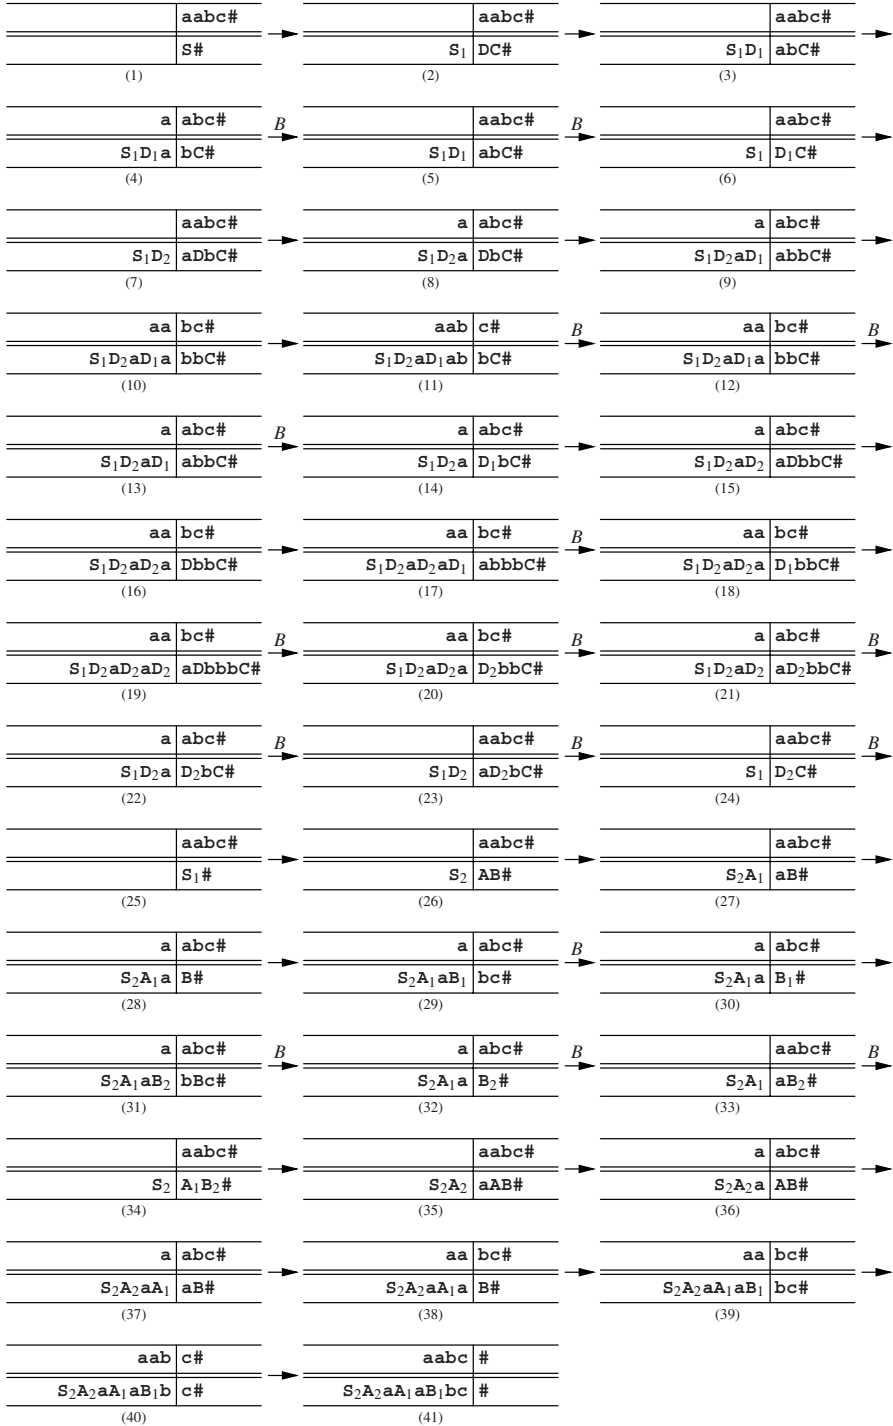 aabc# aabc# aabc#
S# S₁ DC# S₁D₁ abC#
(1) (2) (3)
a abc# B aabc# B aabc#
S₁D₁a bC# S₁D₁ abC# S₁ D₁C#
(4) (5) (6)
aabc# a abc# a abc#
S₁D₂ aDbC# S₁D₂a DbC# S₁D₂aD₁ abbC#
(7) (8) (9)
aa bc# aab c# B aa bc# B
S₁D₂aD₁a bbC# S₁D₂aD₁ab bC# S₁D₂aD₁a bbC#
(10) (11) (12)
a abc# B a abc# a abc#
S₁D₂aD₁ abbC# S₁D₂a D₁bC# S₁D₂aD₂ aDbbC#
(13) (14) (15)
aa bc# aa bc# B aa bc#
S₁D₂aD₂a DbbC# S₁D₂aD₂aD₁ abbbC# S₁D₂aD₂a D₁bbC#
(16) (17) (18)
aa bc# B aa bc# B a abc# B
S₁D₂aD₂aD₂ aDbbbC# S₁D₂aD₂a D₂bbC# S₁D₂aD₂ aD₂bbC#
(19) (20) (21)
a abc# B aabc# B aabc# B
S₁D₂a D₂bC# S₁D₂ aD₂bC# S₁ D₂C#
(22) (23) (24)
aabc# aabc# aabc#
S₁# S₂ AB# S₂A₁ aB#
(25) (26) (27)
a abc# a abc# B a abc#
S₂A₁a B# S₂A₁aB₁ bc# S₂A₁a B₁#
(28) (29) (30)
a abc# B a abc# B aabc# B
S₂A₁aB₂ bBc# S₂A₁a B₂# S₂A₁ aB₂#
(31) (32) (33)
aabc# aabc# a abc#
S₂ A₁B₂# S₂A₂ aAB# S₂A₂a AB#
(34) (35) (36)
a abc# aa bc# aa bc#
S₂A₂aA₁ aB# S₂A₂aA₁a B# S₂A₂aA₁aB₁ bc#
(37) (38) (39)
aab c# aabc #
S₂A₂aA₁aB₁b c# S₂A₂aA₁aB₁bc #
(40) (41)